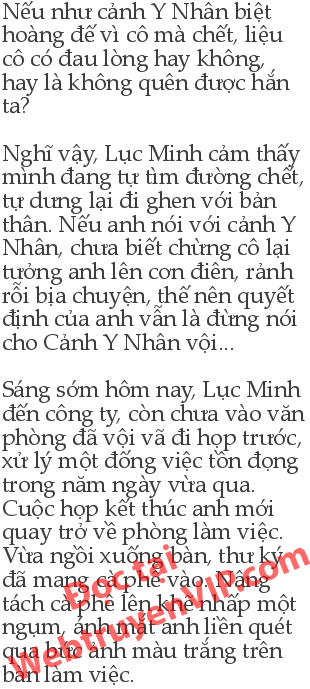 Nếu như cảnh Y Nhân biệt
hoàng đế vì cô mà chết, liệu
cô có đau lòng hay không,
hay là không quên được hắn
ta?
Nghĩ vậy, Lục Minh cảm thấy
mình đang tự tìm đường chết,
tự dưng lại đi ghen với bản
thân. Nếu anh nói với cảnh Y
Nhân, chưa biết chừng cô lại
tưởng anh lên cơn điên, rảnh
rỗi bịa chuyện, thế nên quyết
định của anh vẫn là đừng nói
cho Cảnh Y Nhân vội...
Sáng sớm hôm nay, Lục Minh
đến công ty, còn chưa vào văn
phòng đã vội vã đi họp trước,
xử lý một đống việc tồn đọng
trong năm ngày vừa qua.
Cuộc họp kết thúc anh mới
quay trở về phòng làm việc.
Vừa ngồi xuống bàn, thư ký
đã mang cà phê vào. Nâng
tách cà phê lên khẽ nhấp một
ngụm, ánh mắt anh liền quét
qua bức ảnh màu trắng trên
bàn làm việc.
Đọc tại
WebtruyenVIP.com